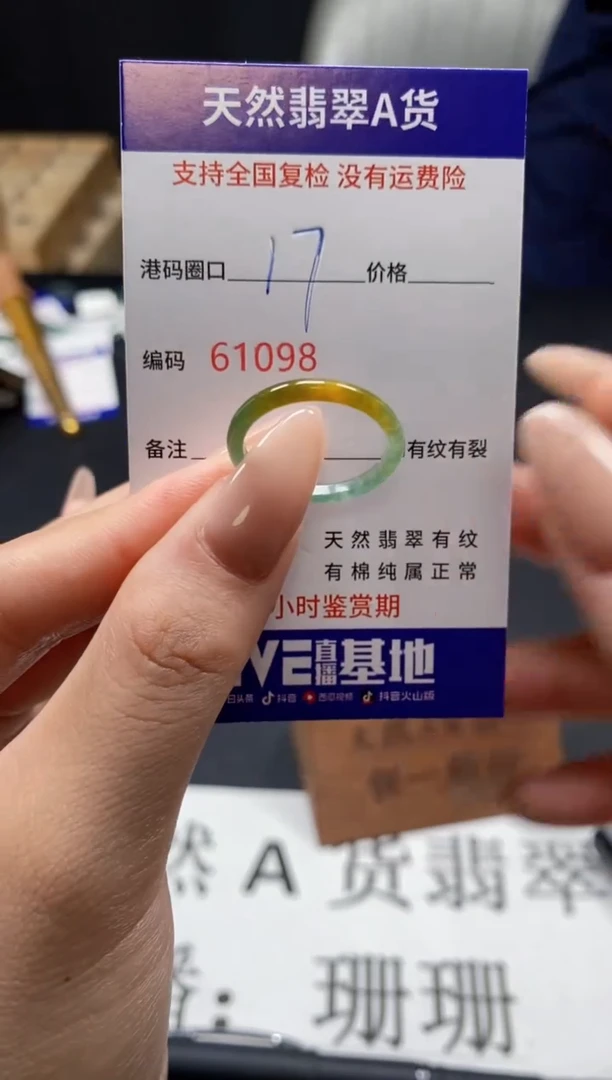 天然翡翠A货
支持全国复检 没有运费险
港码圈口 17 价格
编码 61098
备注 有纹有裂
天然翡翠有纹
有棉纯属正常
小时鉴赏期
直播
基地
抖音 西瓜视频 抖音火山版
然A货翡翠
珊珊